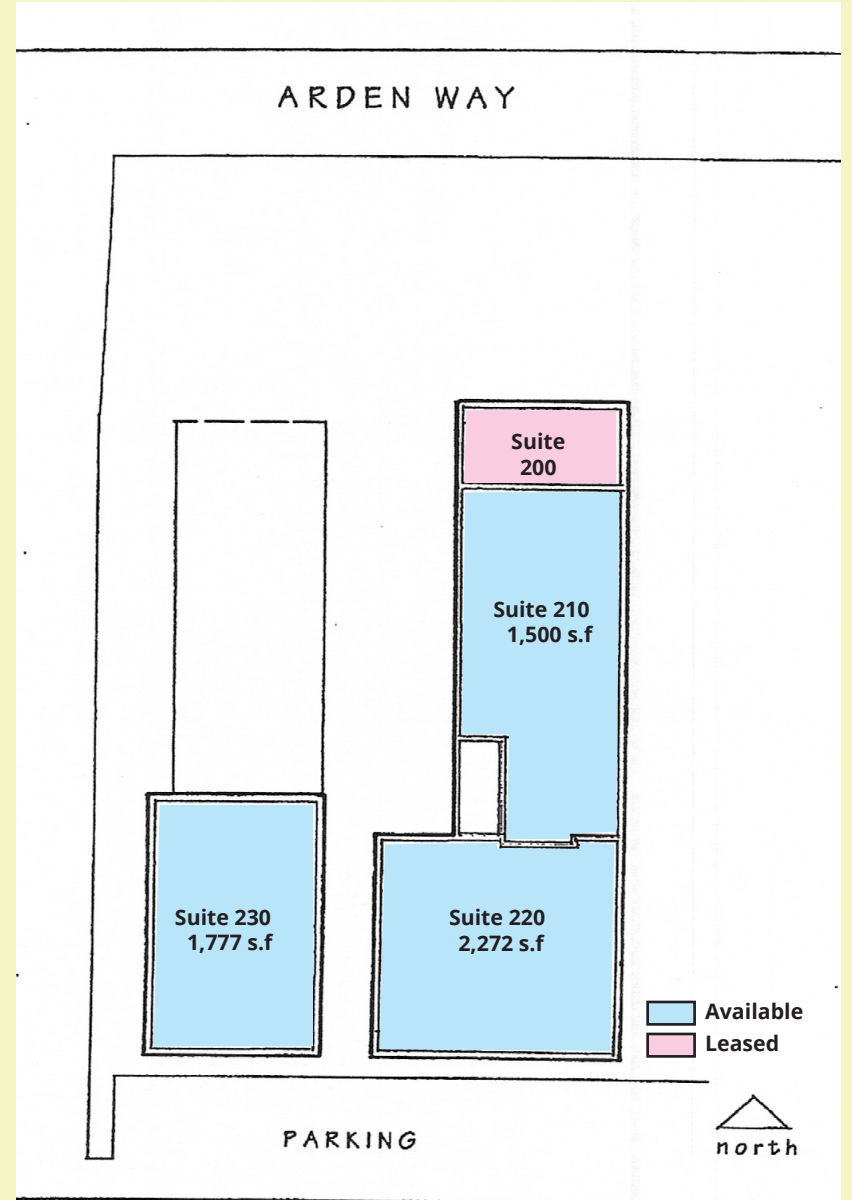 ARDEN WAY
Suite
200
Suite 210
1,500 s.f
Suite 230
1,777 s.f
Suite 220
2,272 s.f
Available
Leased
PARKING
north